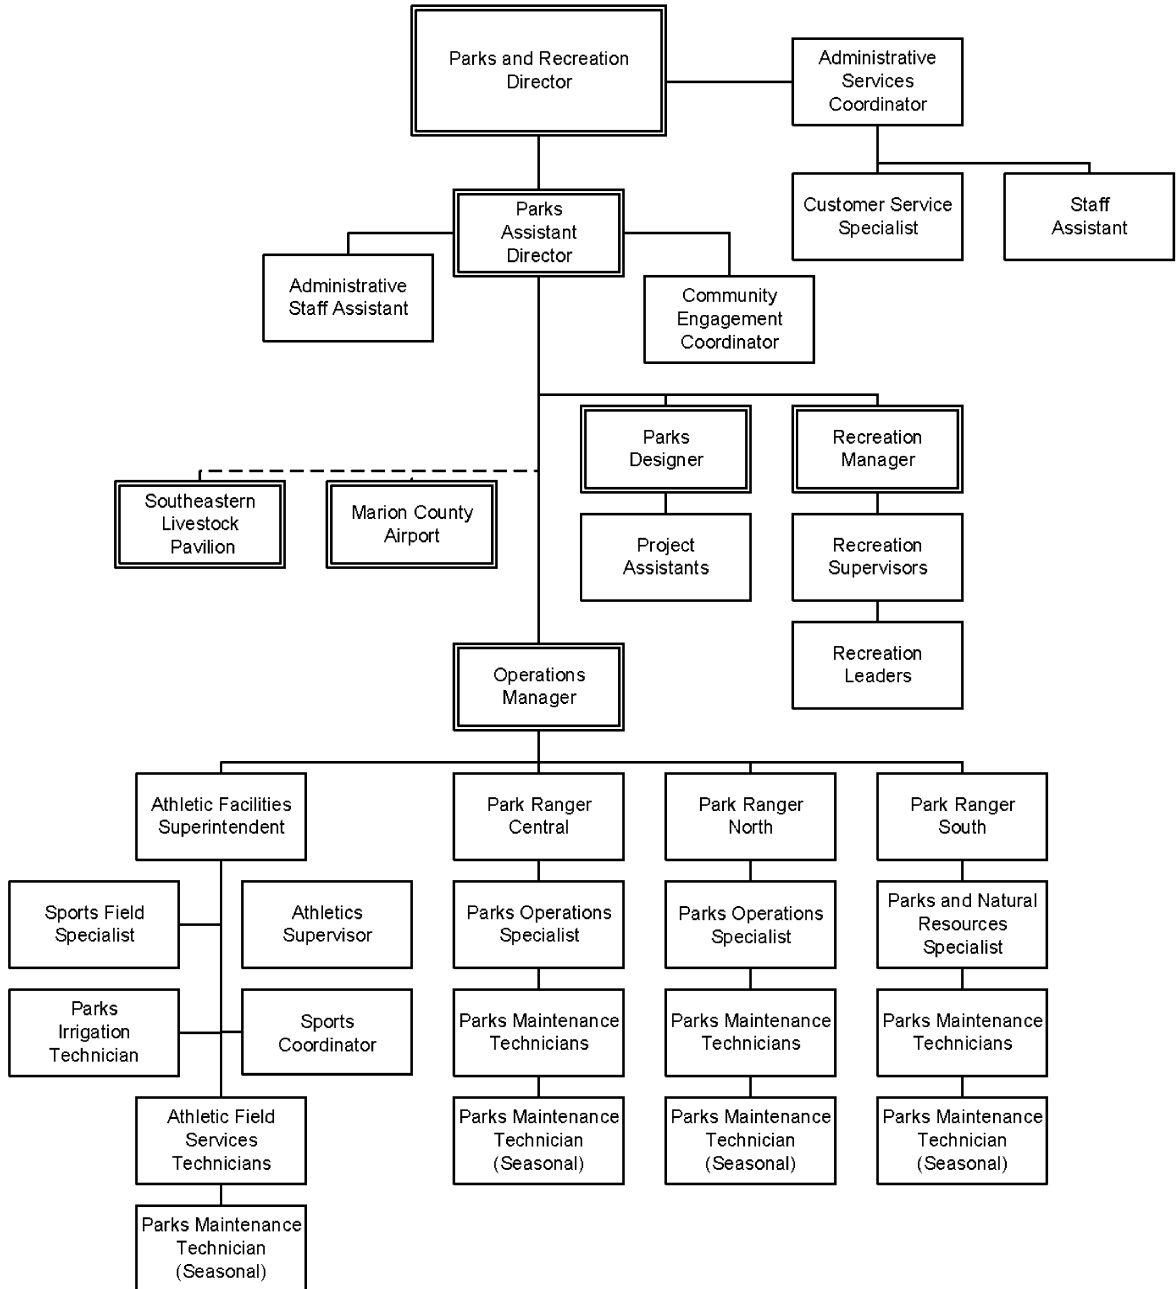 Parks and Recreation
Director
Administrative
Services
Coordinator
Customer Service
Specialist
Staff
Assistant
Parks
Assistant
Director
Administrative
Staff Assistant
Community
Engagement
Coordinator
Parks
Designer
Recreation
Manager
Southeastern
Livestock
Pavilion
Marion County
Airport
Project
Assistants
Recreation
Supervisors
Recreation
Leaders
Operations
Manager
Athletic Facilities
Superintendent
Park Ranger
Central
Park Ranger
North
Park Ranger
South
Sports Field
Specialist
Athletics
Supervisor
Parks Operations
Specialist
Parks Operations
Specialist
Parks and Natural
Resources
Specialist
Parks
Irrigation
Technician
Sports
Coordinator
Parks Maintenance
Technicians
Parks Maintenance
Technicians
Parks Maintenance
Technicians
Athletic Field
Services
Technicians
Parks Maintenance
Technician
(Seasonal)
Parks Maintenance
Technician
(Seasonal)
Parks Maintenance
Technician
(Seasonal)
Parks Maintenance
Technician
(Seasonal)